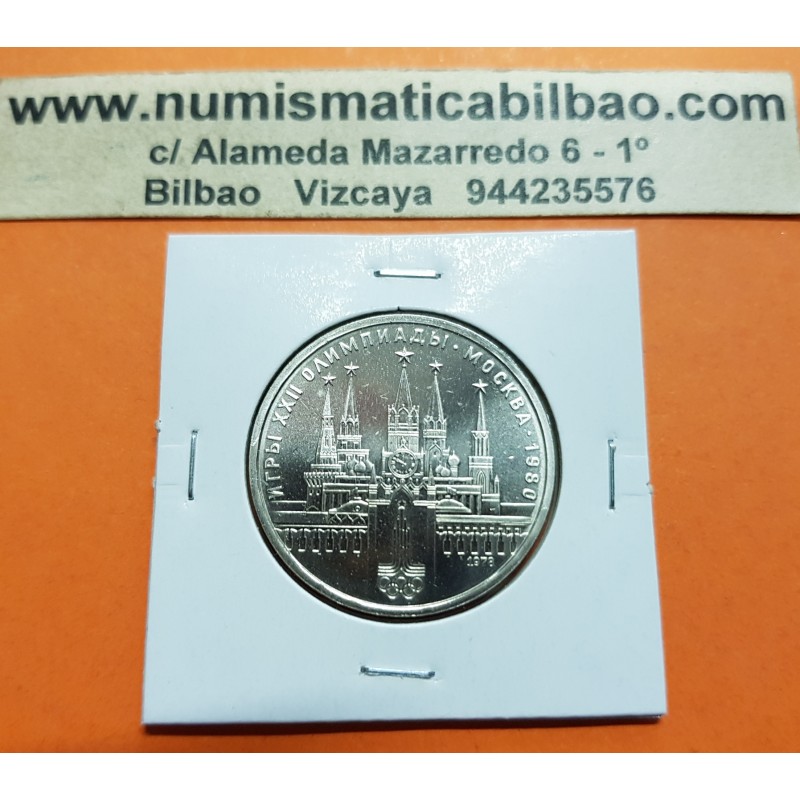 www.numismaticabilbao.com
c/ Alameda Mazarredo 6 - 1º
Bilbao Vizcaya 944235576
ИГРЫ XXII ОЛИМПИАДЫ · МОСКВА · 1980
1978